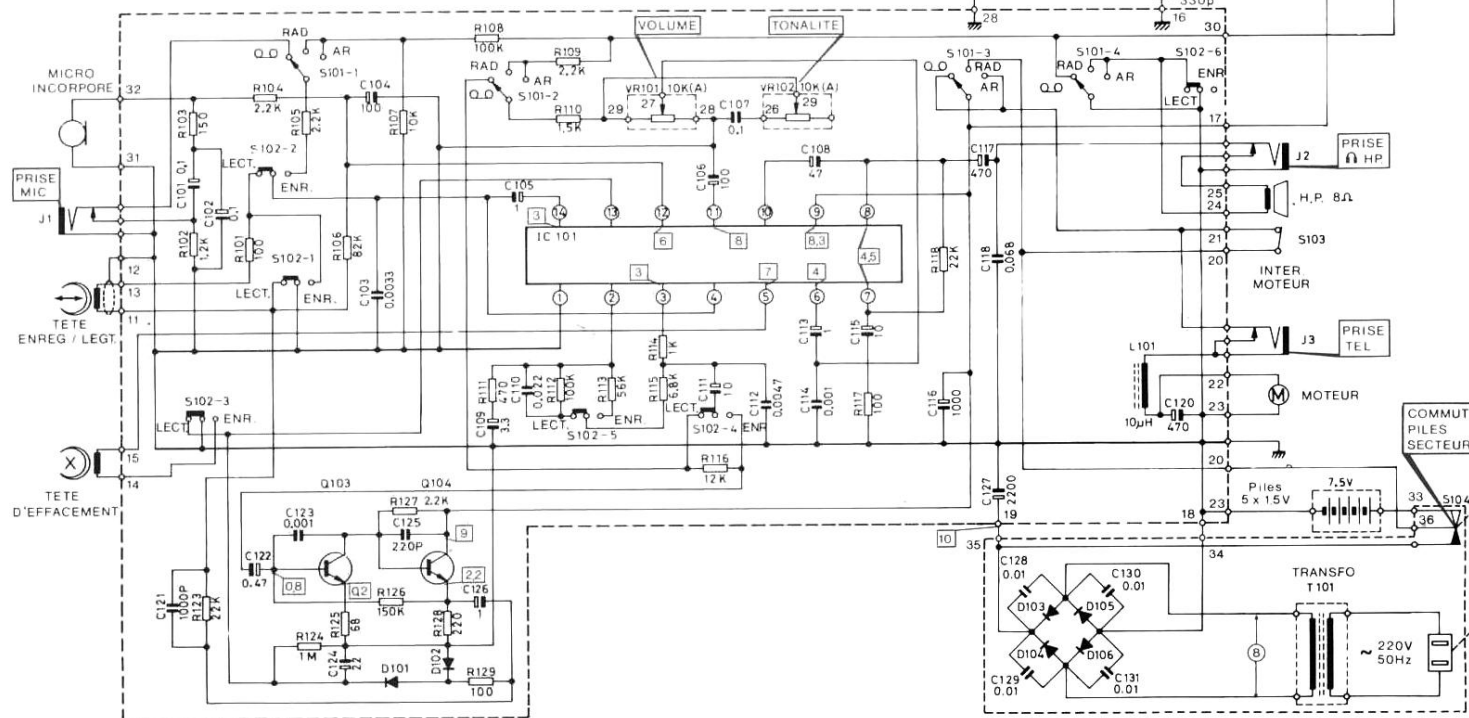 28
330p
16
30
VOLUME
TONALITE
RAD
AR
S101-1
R108
100K
R109
2.2K
RAD
AR
S101-2
S101-3
RAD
AR
S101-4
RAD
AR
S102-6
ENR
LECT.
MICRO
INCORPORE
32
R104
2.2K
C104
100
R103
150
R105
2.2K
R107
10K
R110
1,5K
29
VR101 10K(A)
27
28
C107
0.1
26
VR102 10K(A)
29
17
31
PRISE
MIC
J1
S102-2
LECT.
ENR.
C101 0,1
C102
0.1
C105
1
C106
100
C108
47
C117
470
J2
PRISE
Ω HP.
25
24
H.P. 8Ω
R102
1.2K
R101
100
R106
82K
14
13
12
11
10
9
8
3
IC 101
6
8
8,3
4,5
3
7
4
R118
22K
C118
0,068
21
20
S103
INTER
MOTEUR
12
13
11
S102-1
LECT.
ENR.
C103
0.0033
TETE
ENREG / LEGT.
1
2
3
4
5
6
7
R114
1K
C113
1
C115
10
J3
PRISE
TEL
L101
10µH
22
23
C120
470
M
MOTEUR
R111
470
C110
0,022
R112
100K
R113
56K
R115
6,8K
C111
10
C112
0,0047
C114
0.001
R117
100
C116
1000
C109
3.3
LECT.
ENR.
S102-5
LECT.
ENR
S102-4
S102-3
LECT.
ENR.
15
14
X
TETE
D'EFFACEMENT
R116
12K
20
COMMUT
PILES
SECTEUR
Q103
Q104
R127 2.2K
C123
0.001
C125
220P
C122
0.47
9
0,8
0,2
2,2
C126
1
C127
2200
19
10
35
18
23
34
Piles
5 x 1.5V
7.5V
33
36
S104
C121
1000P
R123
22K
R126
150K
R125
68
R128
220
R124
1M
C124
22
D101
D102
R129
100
C128
0.01
C130
0.01
D103
D105
D104
D106
C129
0.01
C131
0.01
8
TRANSFO
T101
~ 220V
50Hz